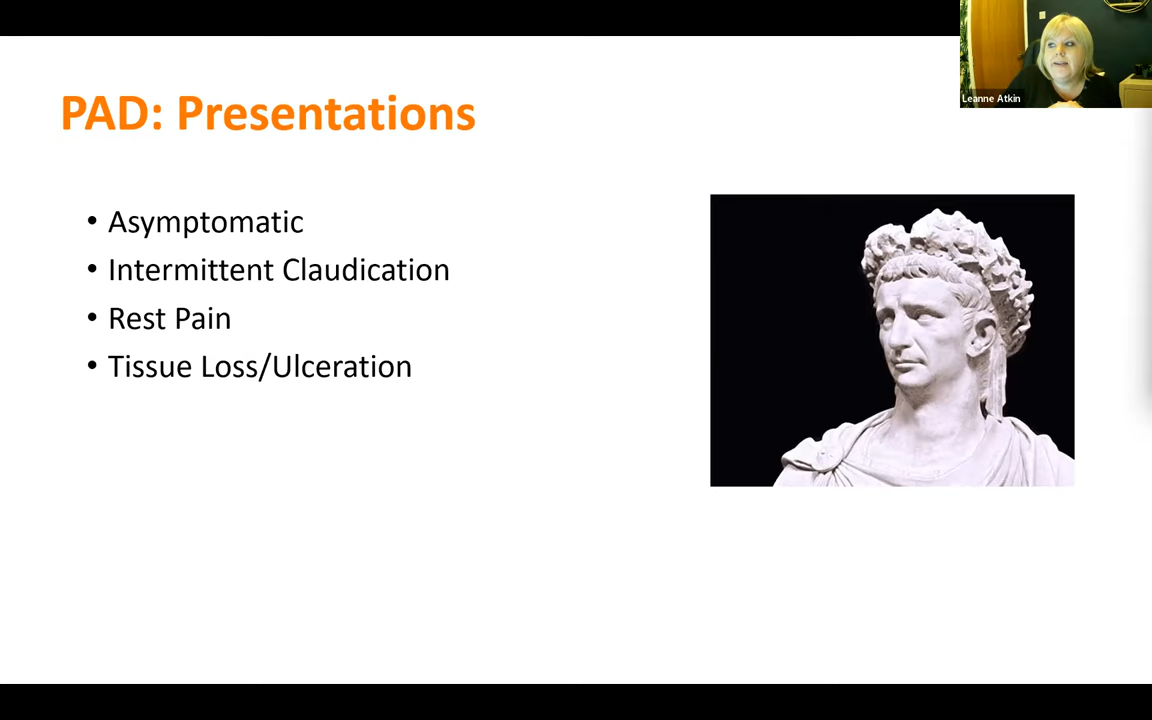 PAD: Presentations
Leanne Atkin
• Asymptomatic
• Intermittent Claudication
• Rest Pain
• Tissue Loss/Ulceration